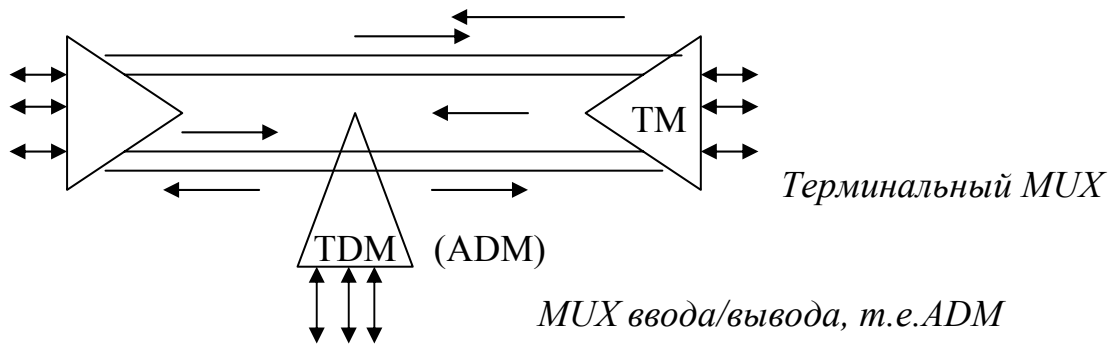 TM
Терминальный MUX
TDM (ADM)
MUX ввода/вывода, т.е.ADM